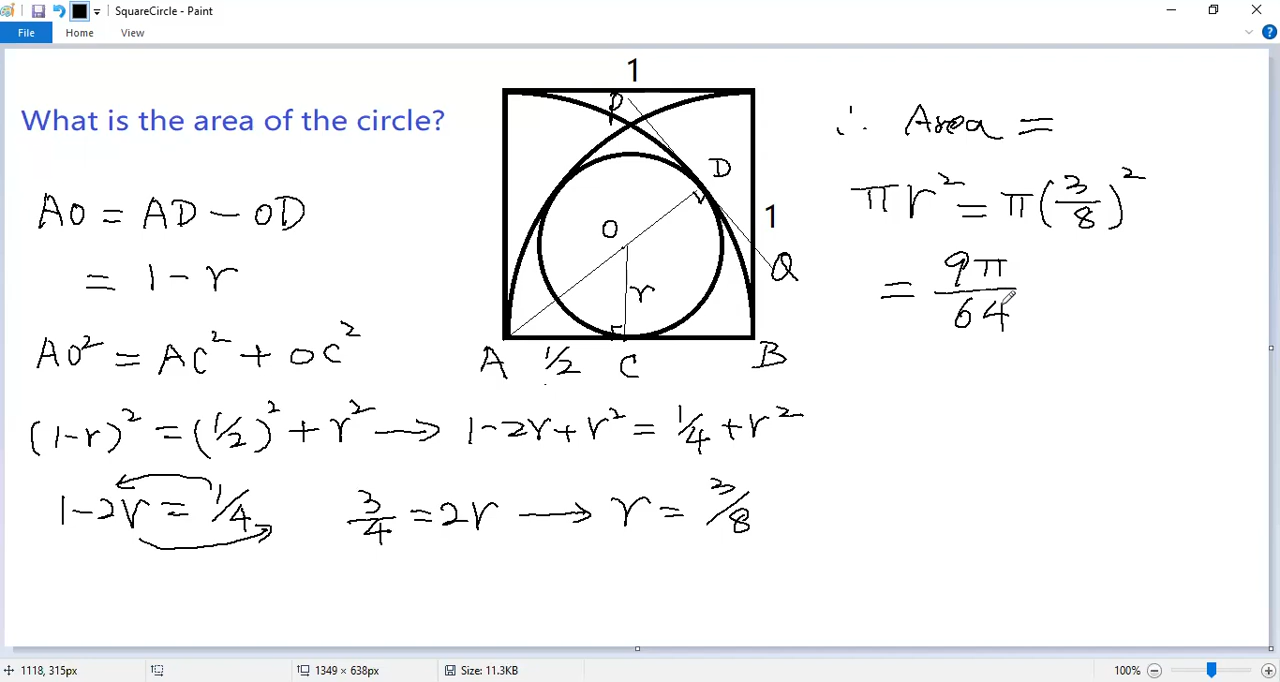 SquareCircle - Paint
File Home View
What is the area of the circle?
AO = AD - OD
= 1 - r
AO² = AC² + OC²
(1-r)² = (1/2)² + r² → 1-2r+r² = 1/4 + r²
1-2r = 1/4 3/4 = 2r → r = 3/8
1
P
D
O
1
Q
r
A 1/2 C B
∴ Area =
πr² = π(3/8)²
= 9π/64
1118, 315px 1349 × 638px Size: 11.3KB 100%